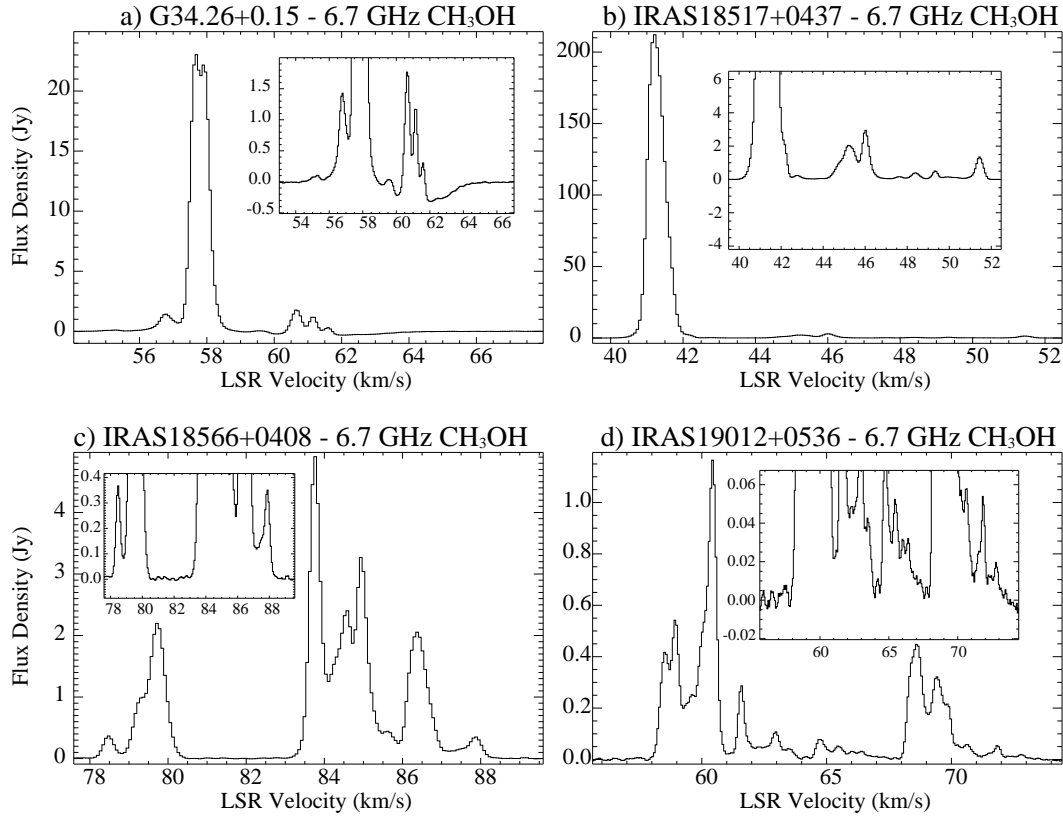 a) G34.26+0.15 - 6.7 GHz CH₃OH
Flux Density (Jy)
20
10
0
1.5
1.0
0.5
0.0
-0.5
54 56 58 60 62 64 66
56 58 60 62 64 66
LSR Velocity (km/s)
b) IRAS18517+0437 - 6.7 GHz CH₃OH
200
150
100
50
0
6
4
2
0
-2
-4
40 42 44 46 48 50 52
40 42 44 46 48 50 52
LSR Velocity (km/s)
c) IRAS18566+0408 - 6.7 GHz CH₃OH
Flux Density (Jy)
4
3
2
1
0
0.4
0.3
0.2
0.1
0.0
78 80 82 84 86 88
78 80 82 84 86 88
LSR Velocity (km/s)
d) IRAS19012+0536 - 6.7 GHz CH₃OH
1.0
0.8
0.6
0.4
0.2
0.0
0.06
0.04
0.02
0.00
-0.02
60 65 70
60 65 70
LSR Velocity (km/s)